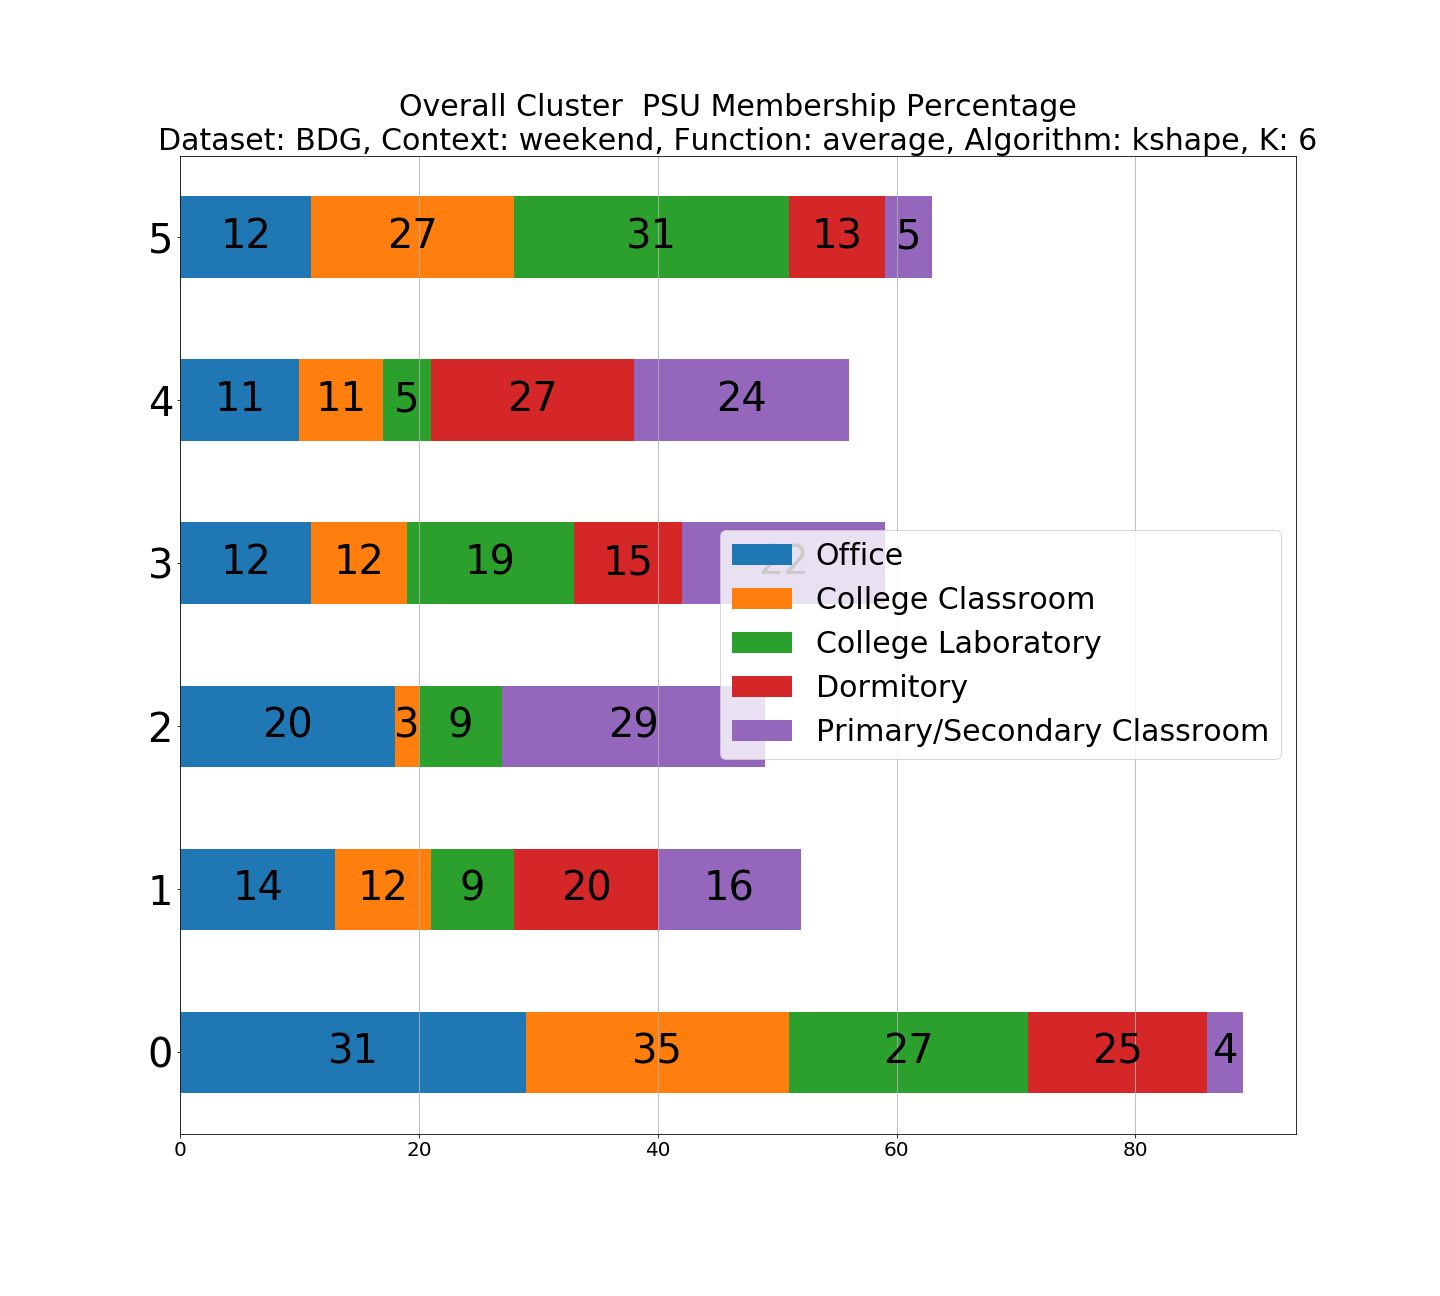 Overall Cluster  PSU Membership Percentage
Dataset: BDG, Context: weekend, Function: average, Algorithm: kshape, K: 6
5 12 27 31 13 5
4 11 11 5 27 24
3 12 12 19 15 22
Office
College Classroom
College Laboratory
Dormitory
Primary/Secondary Classroom
2 20 3 9 29
1 14 12 9 20 16
0 31 35 27 25 4
0 20 40 60 80